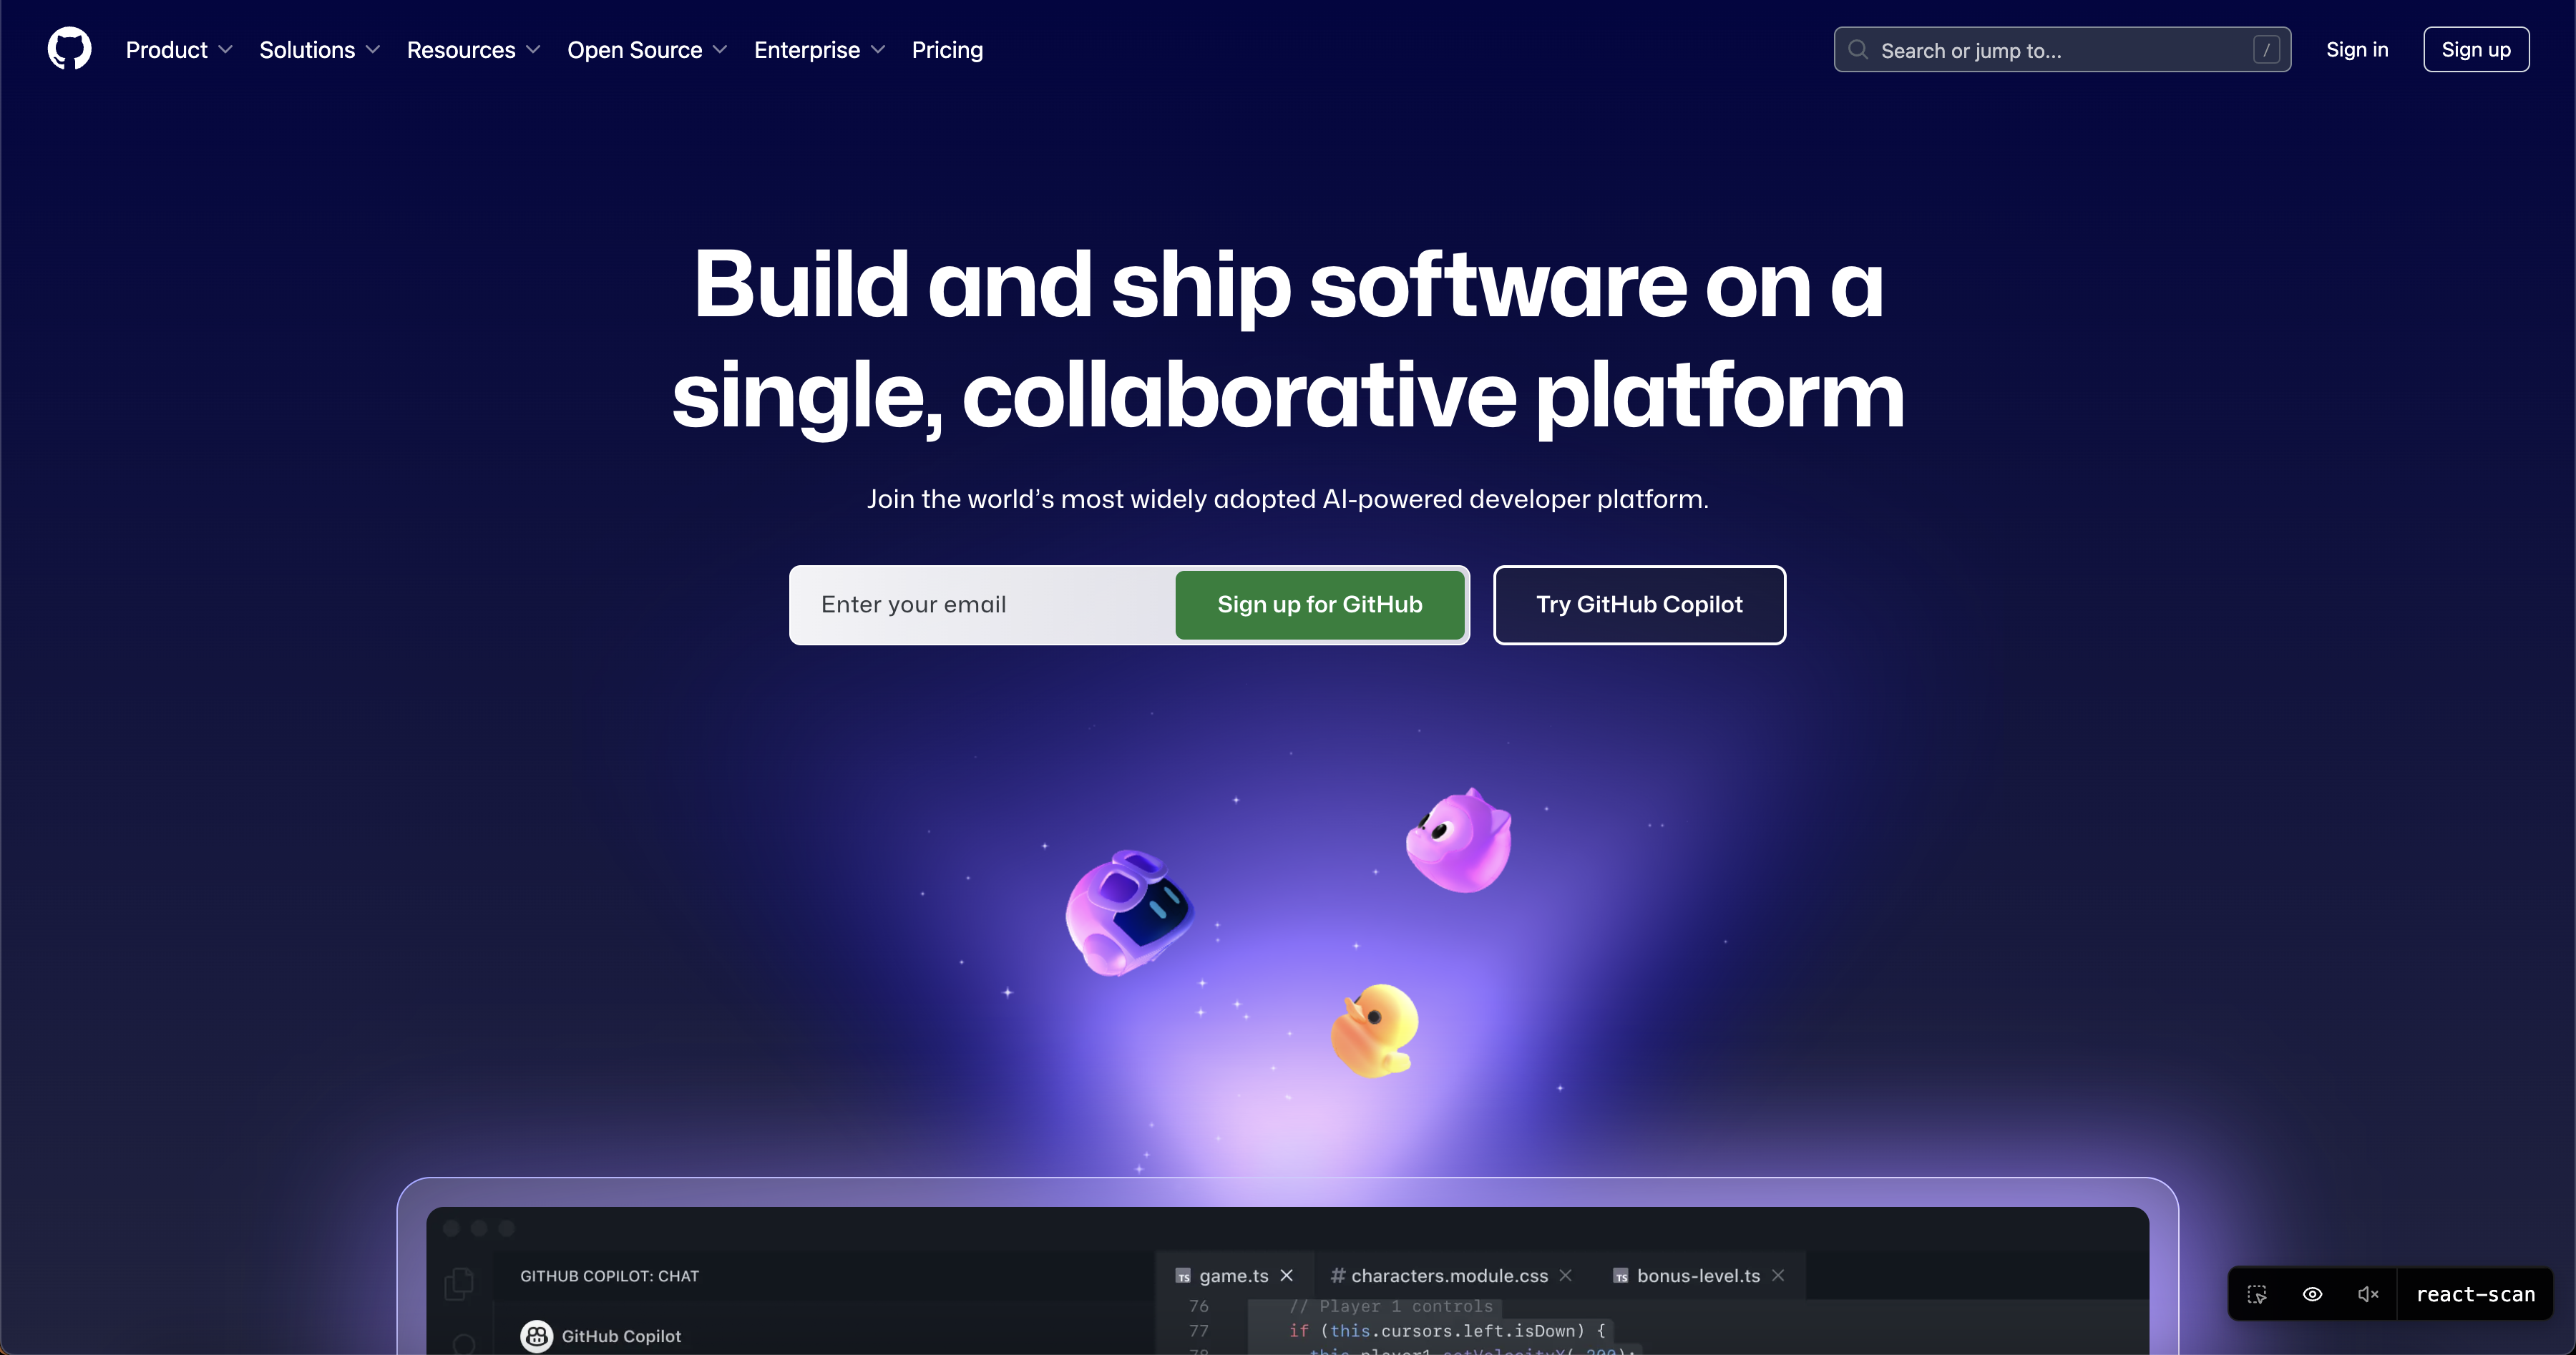 Product
Solutions
Resources
Open Source
Enterprise
Pricing
Search or jump to...
/
Sign in
Sign up
Build and ship software on a
single, collaborative platform
Join the world’s most widely adopted AI-powered developer platform.
Enter your email
Sign up for GitHub
Try GitHub Copilot
GITHUB COPILOT: CHAT
GitHub Copilot
TS game.ts
# characters.module.css
TS bonus-level.ts
76 // Player 1 controls
77 if (this.cursors.left.isDown) {
react-scan